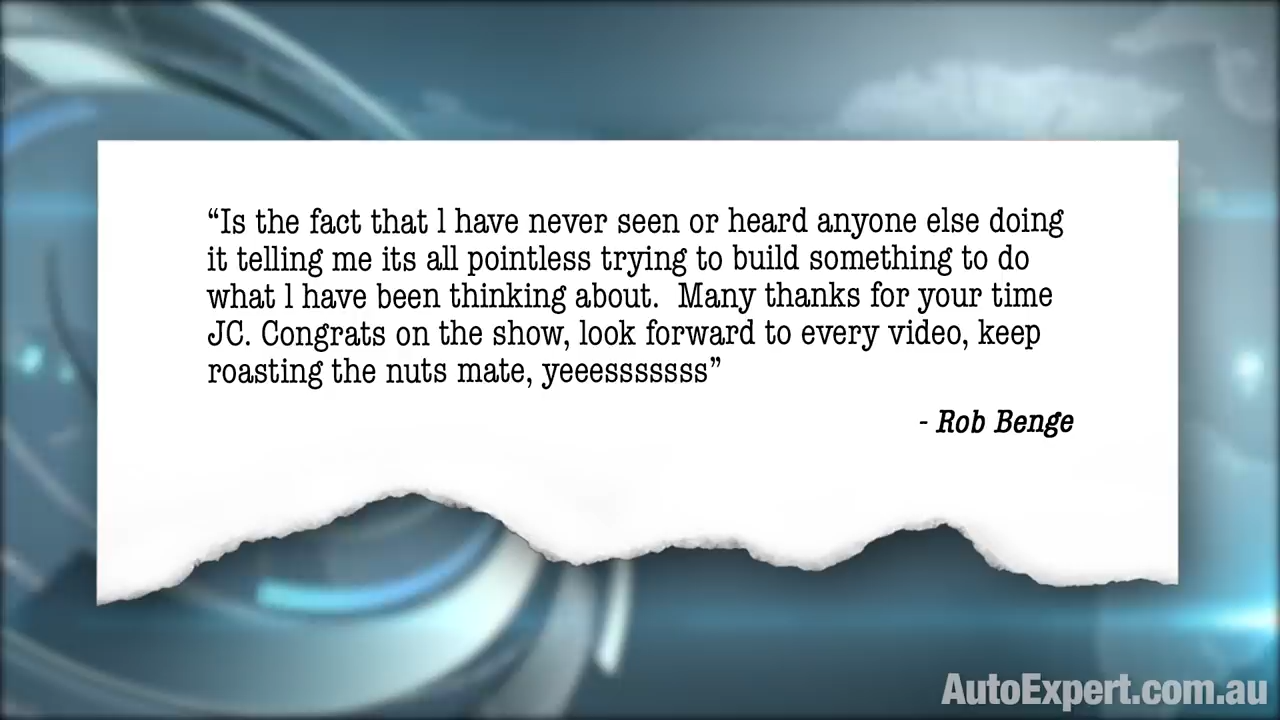 “Is the fact that l have never seen or heard anyone else doing
it telling me its all pointless trying to build something to do
what l have been thinking about.  Many thanks for your time
JC. Congrats on the show, look forward to every video, keep
roasting the nuts mate, yeeesssssss”
- Rob Benge
AutoExpert.com.au